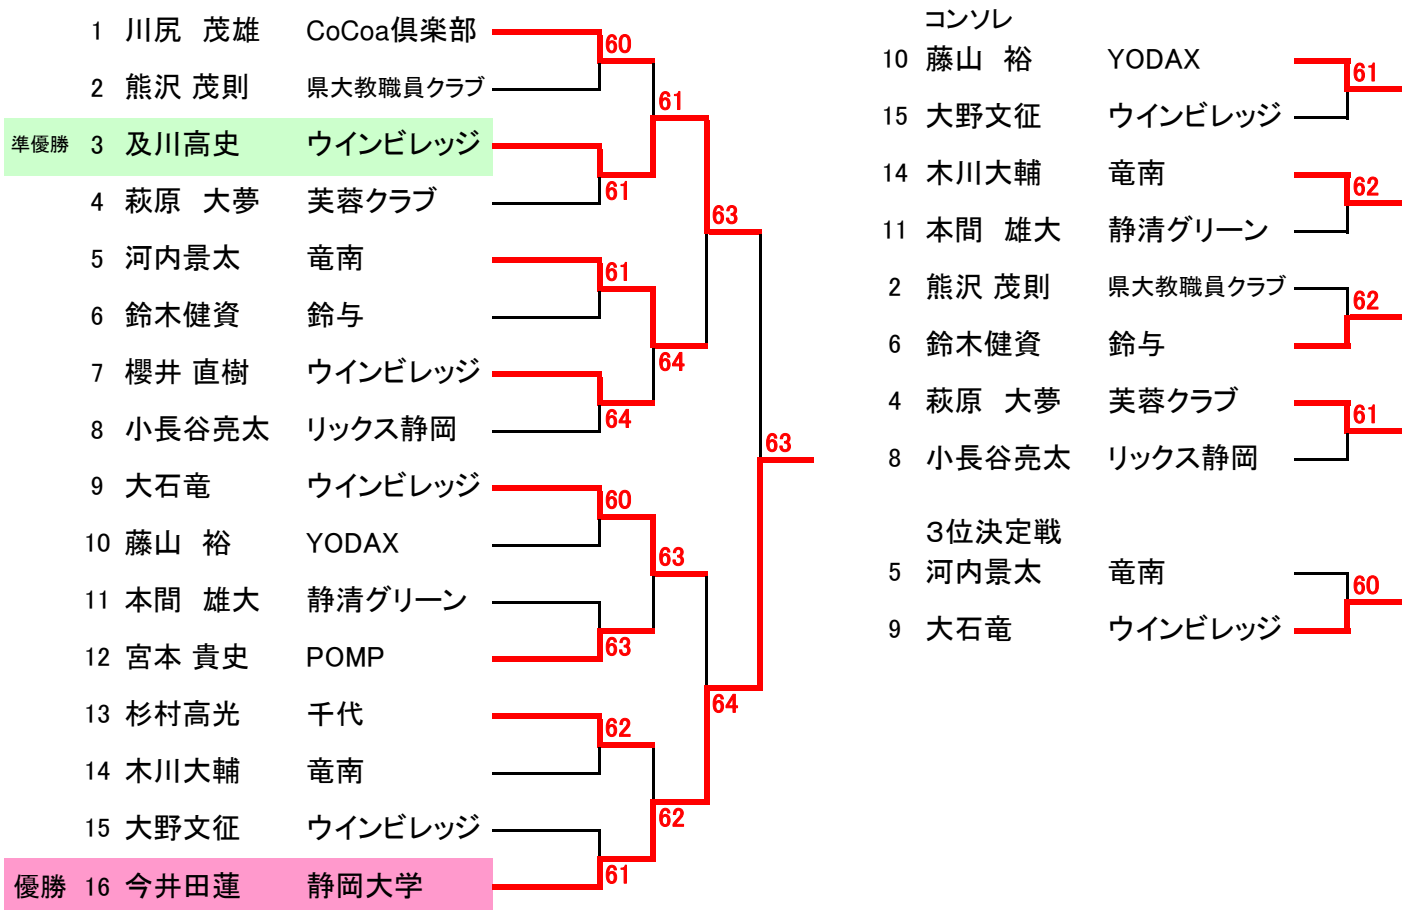 1 川尻 茂雄 CoCoa倶楽部
60
2 熊沢 茂則 県大教職員クラブ
61
準優勝 3 及川高史 ウインビレッジ
61
4 萩原 大夢 芙蓉クラブ
63
5 河内景太 竜南
61
6 鈴木健資 鈴与
64
7 櫻井 直樹 ウインビレッジ
64
8 小長谷亮太 リックス静岡
63
9 大石竜 ウインビレッジ
60
10 藤山 裕 YODAX
63
11 本間 雄大 静清グリーン
63
12 宮本 貴史 POMP
64
13 杉村高光 千代
62
14 木川大輔 竜南
62
15 大野文征 ウインビレッジ
61
優勝 16 今井田蓮 静岡大学
コンソレ
10 藤山 裕 YODAX
61
15 大野文征 ウインビレッジ
14 木川大輔 竜南
62
11 本間 雄大 静清グリーン
2 熊沢 茂則 県大教職員クラブ
62
6 鈴木健資 鈴与
4 萩原 大夢 芙蓉クラブ
61
8 小長谷亮太 リックス静岡
３位決定戦
5 河内景太 竜南
60
9 大石竜 ウインビレッジ